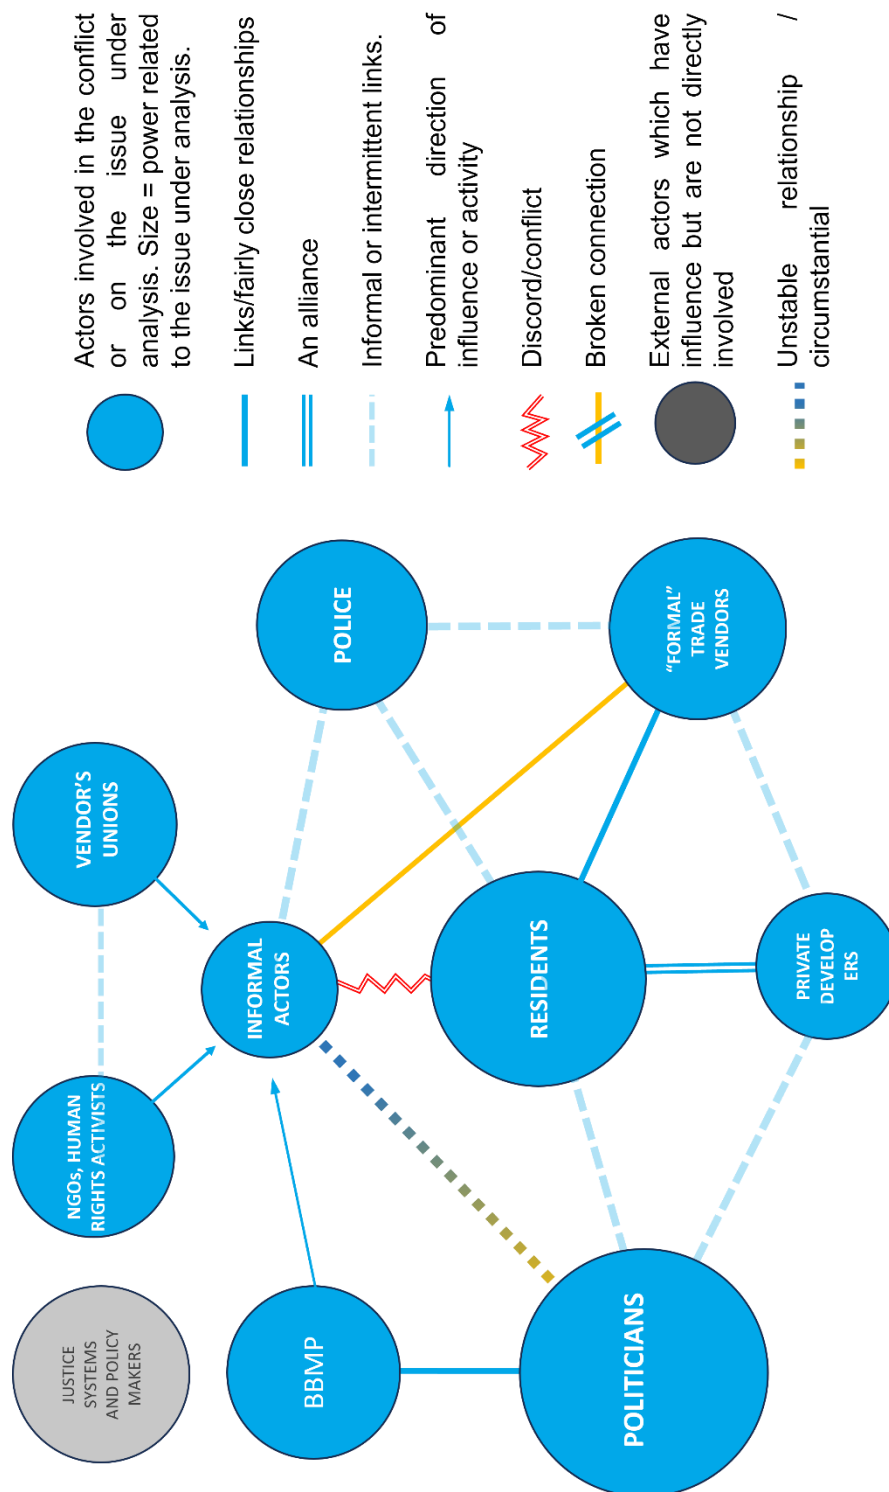 JUSTICE
SYSTEMS
AND POLICY
MAKERS
NGOs, HUMAN
RIGHTS ACTIVISTS
VENDOR'S
UNIONS
BBMP
INFORMAL
ACTORS
POLICE
POLITICIANS
RESIDENTS
PRIVATE
DEVELOP
ERS
“FORMAL”
TRADE
VENDORS
Actors involved in the conflict
or on the issue under
analysis. Size = power related
to the issue under analysis.
Links/fairly close relationships
An alliance
Informal or intermittent links.
Predominant direction of
influence or activity
Discord/conflict
Broken connection
External actors which have
influence but are not directly
involved
Unstable relationship /
circumstantial